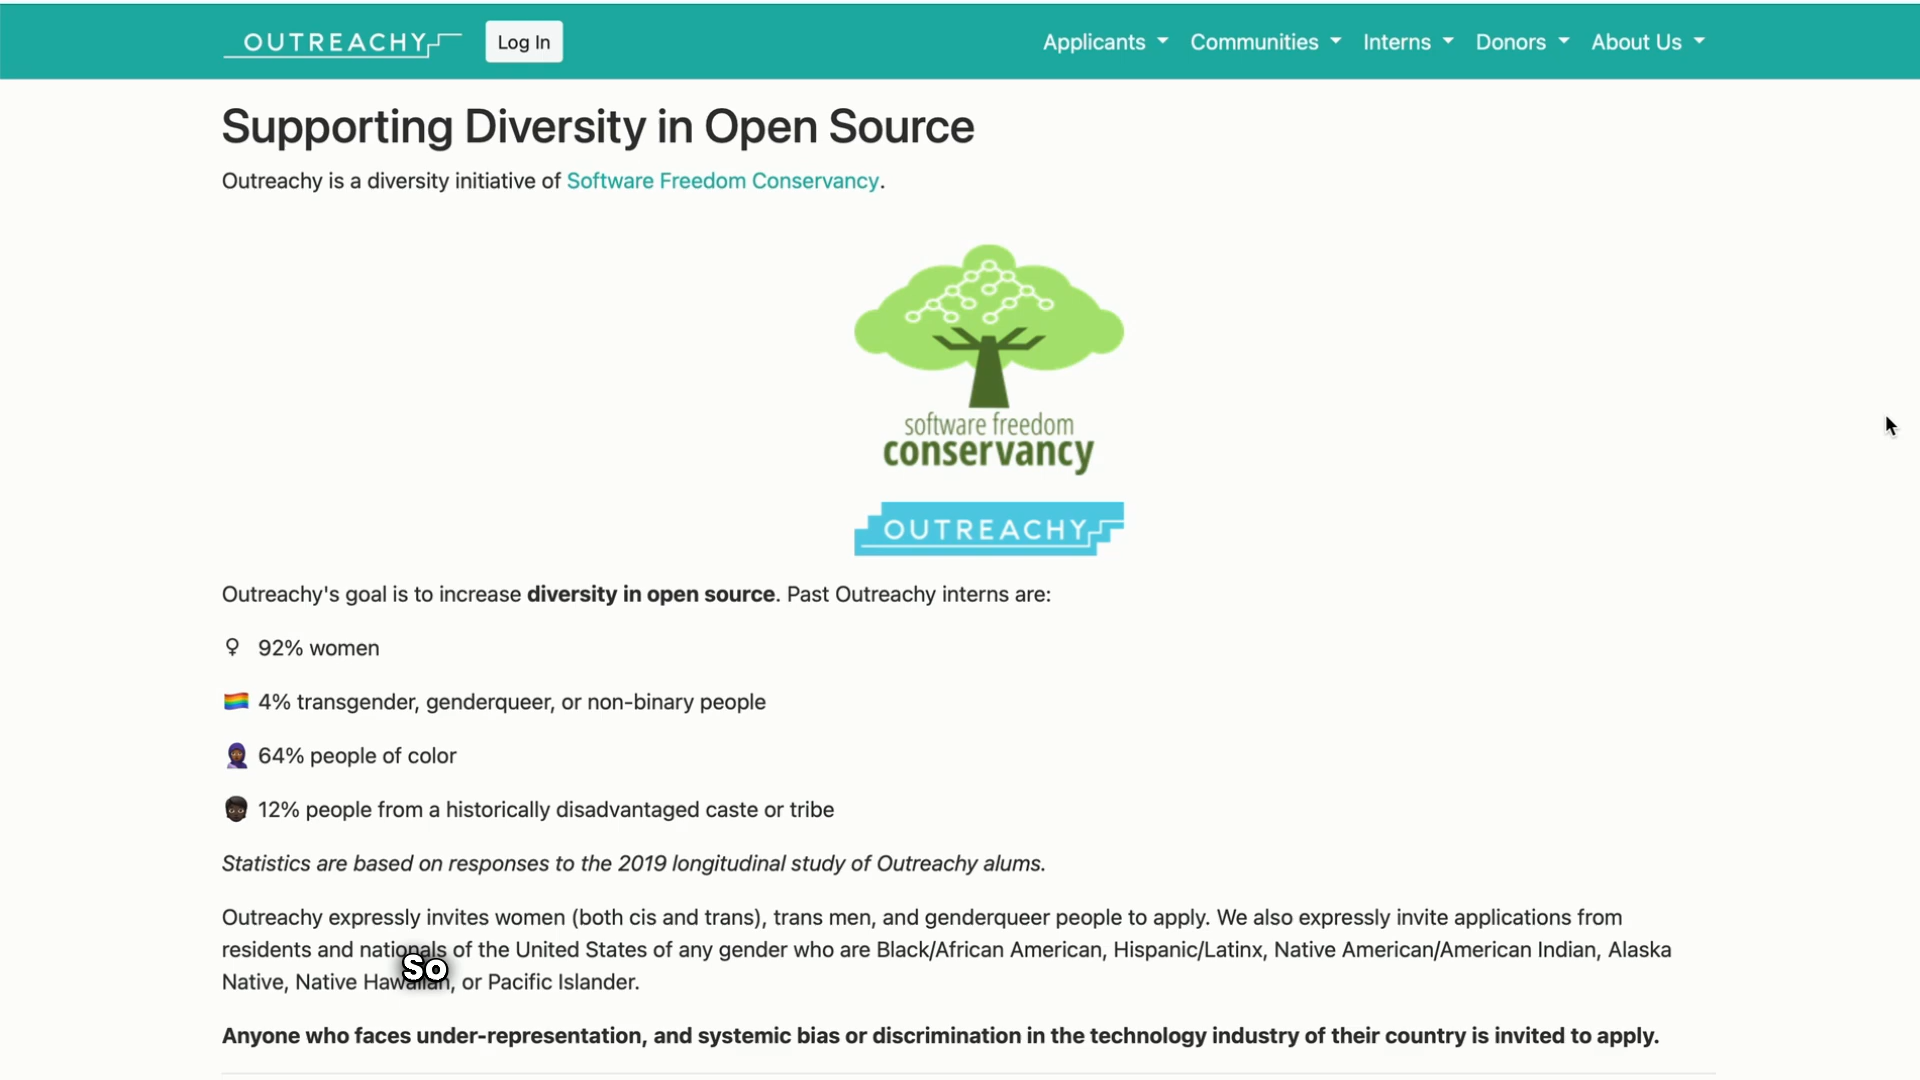 OUTREACHY
Log In
Applicants
Communities
Interns
Donors
About Us
Supporting Diversity in Open Source
Outreachy is a diversity initiative of Software Freedom Conservancy.
software freedom
conservancy
OUTREACHY
Outreachy's goal is to increase diversity in open source. Past Outreachy interns are:
92% women
4% transgender, genderqueer, or non-binary people
64% people of color
12% people from a historically disadvantaged caste or tribe
Statistics are based on responses to the 2019 longitudinal study of Outreachy alums.
Outreachy expressly invites women (both cis and trans), trans men, and genderqueer people to apply. We also expressly invite applications from
residents and nationals of the United States of any gender who are Black/African American, Hispanic/Latinx, Native American/American Indian, Alaska
Native, Native Hawaiian, or Pacific Islander.
so
Anyone who faces under-representation, and systemic bias or discrimination in the technology industry of their country is invited to apply.